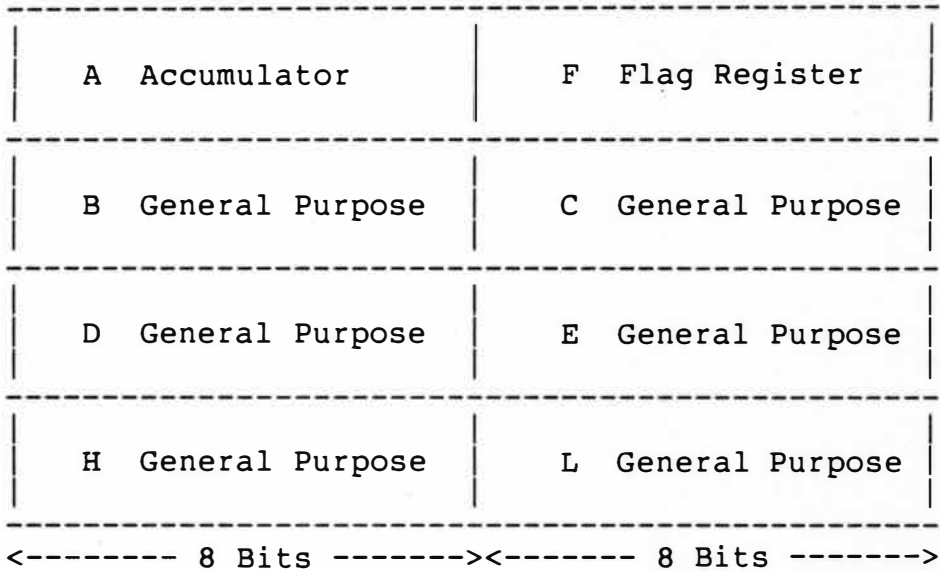 A Accumulator F Flag Register
B General Purpose C General Purpose
D General Purpose E General Purpose
H General Purpose L General Purpose
<-------- 8 Bits -------><------- 8 Bits ------->